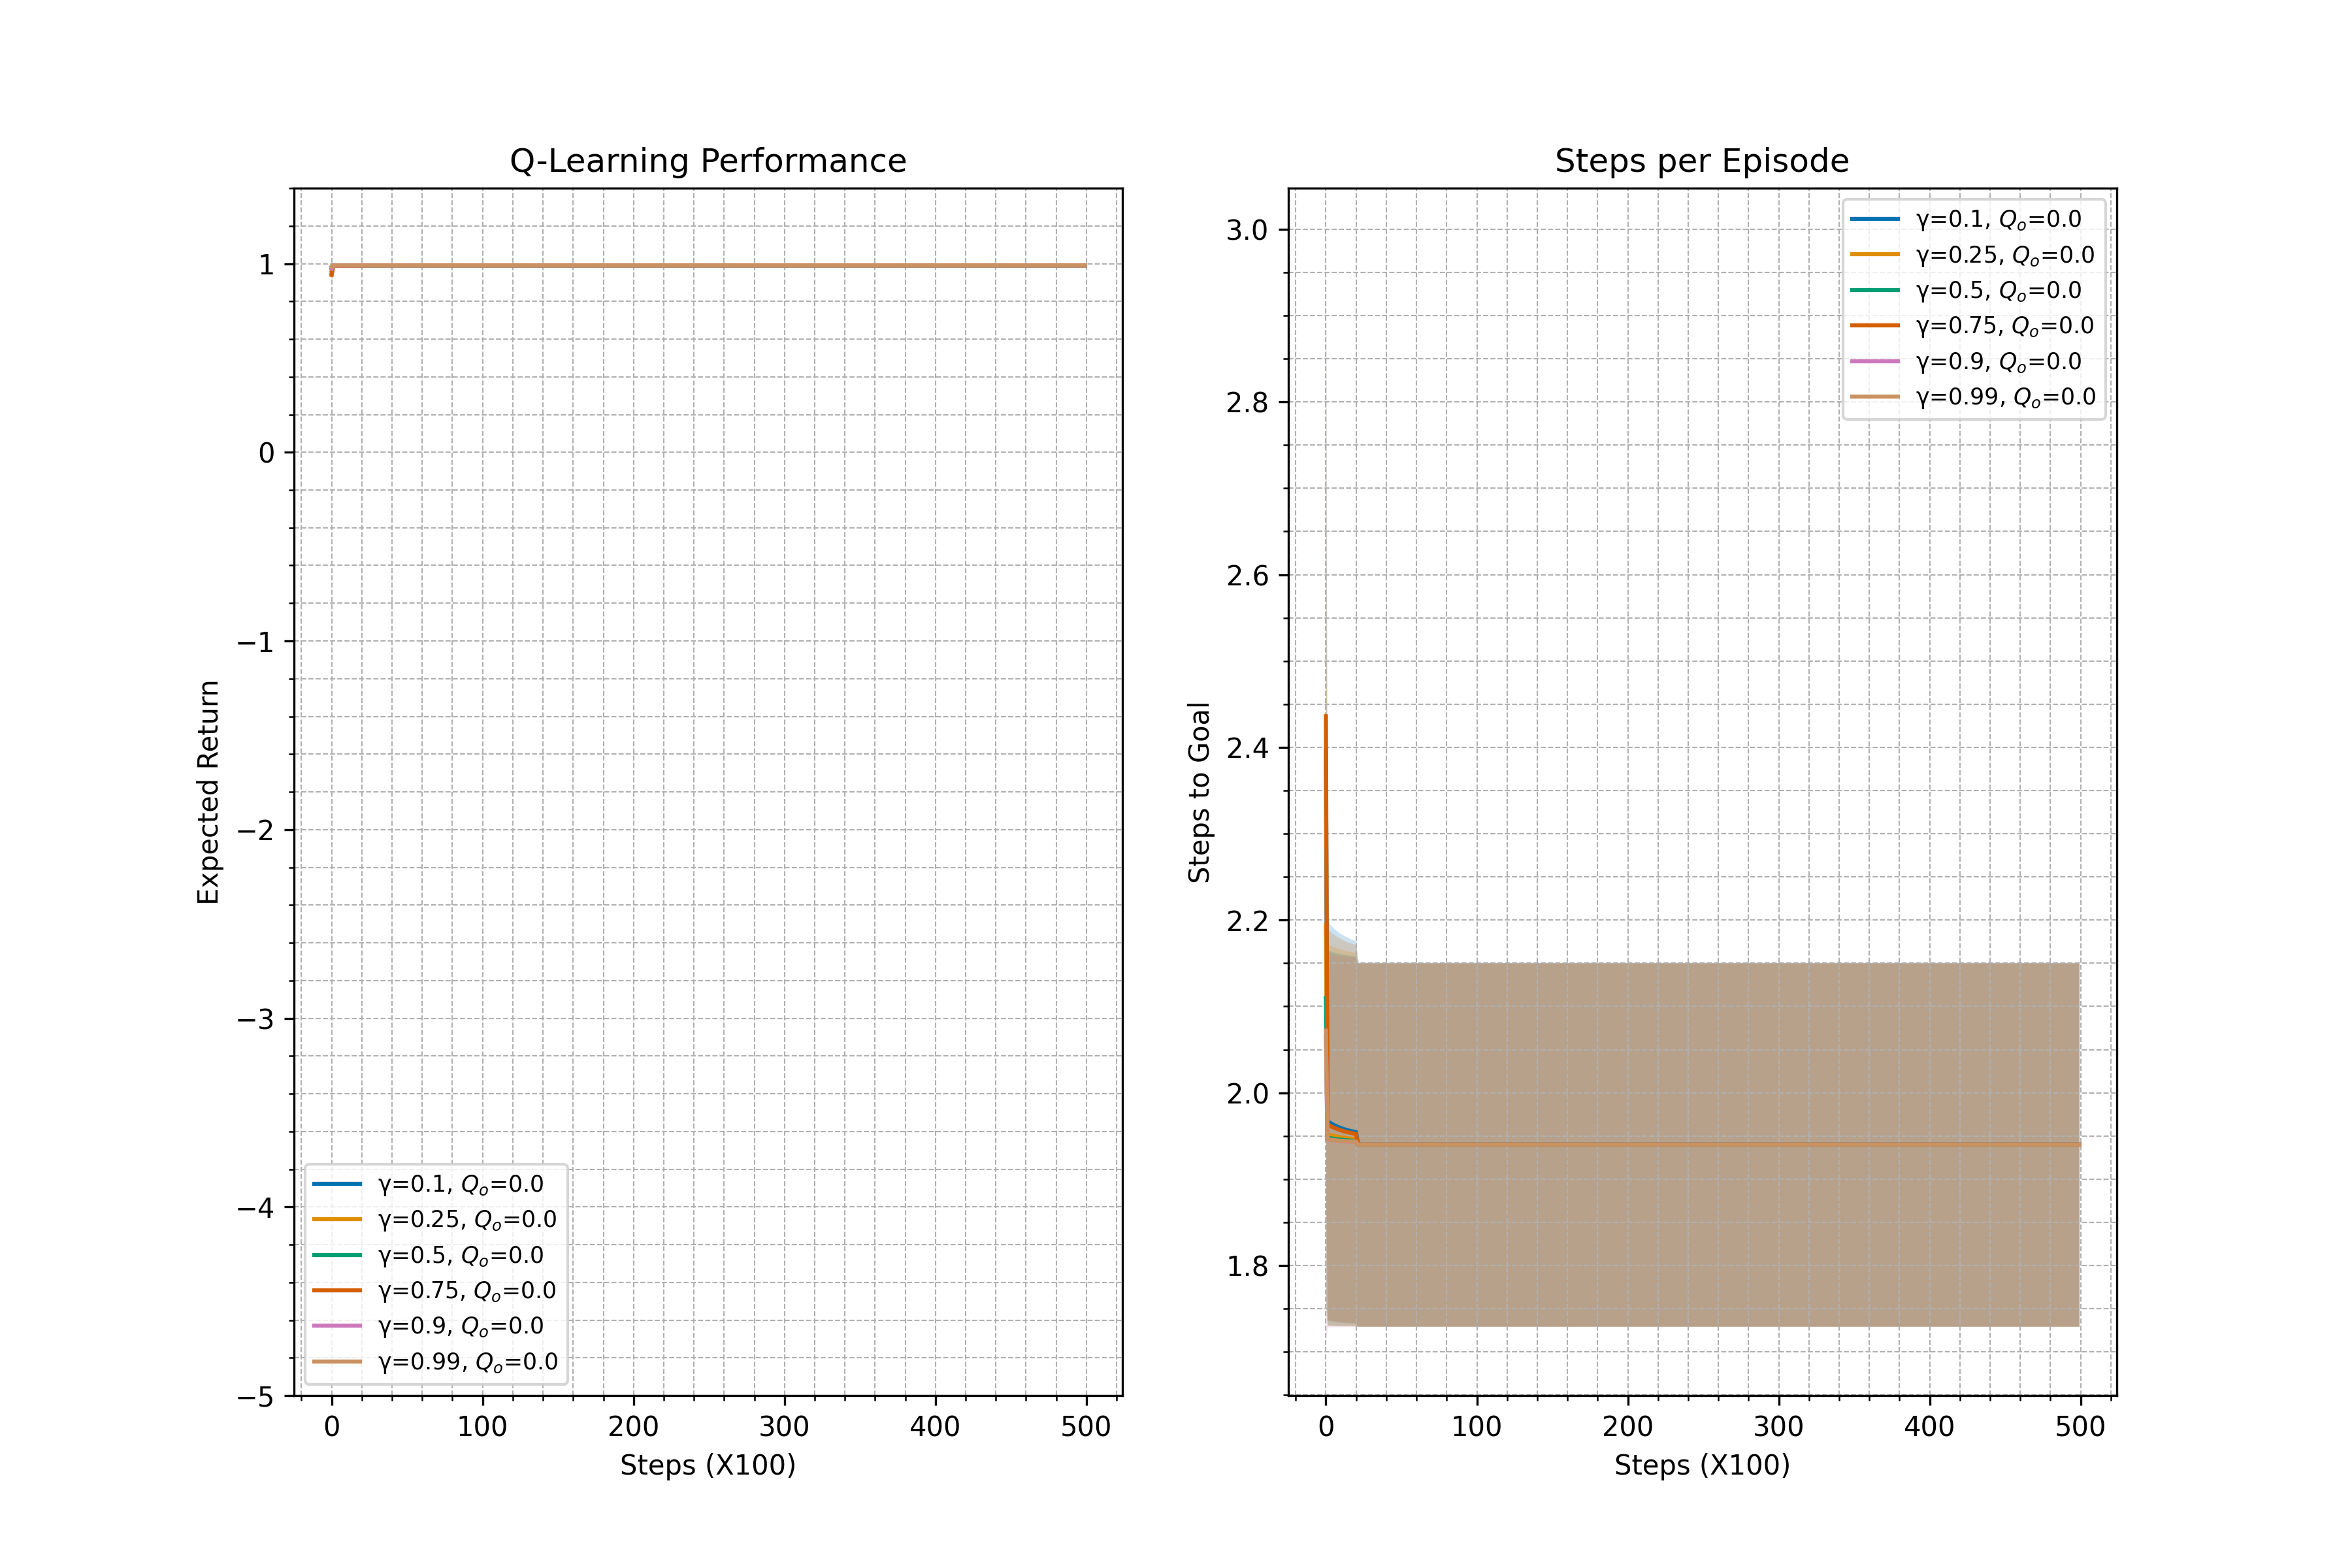 Q-Learning Performance
Expected Return
1
0
−1
−2
−3
−4
−5
γ=0.1, Qₒ=0.0
γ=0.25, Qₒ=0.0
γ=0.5, Qₒ=0.0
γ=0.75, Qₒ=0.0
γ=0.9, Qₒ=0.0
γ=0.99, Qₒ=0.0
0 100 200 300 400 500
Steps (X100)
Steps per Episode
Steps to Goal
3.0
2.8
2.6
2.4
2.2
2.0
1.8
γ=0.1, Qₒ=0.0
γ=0.25, Qₒ=0.0
γ=0.5, Qₒ=0.0
γ=0.75, Qₒ=0.0
γ=0.9, Qₒ=0.0
γ=0.99, Qₒ=0.0
0 100 200 300 400 500
Steps (X100)